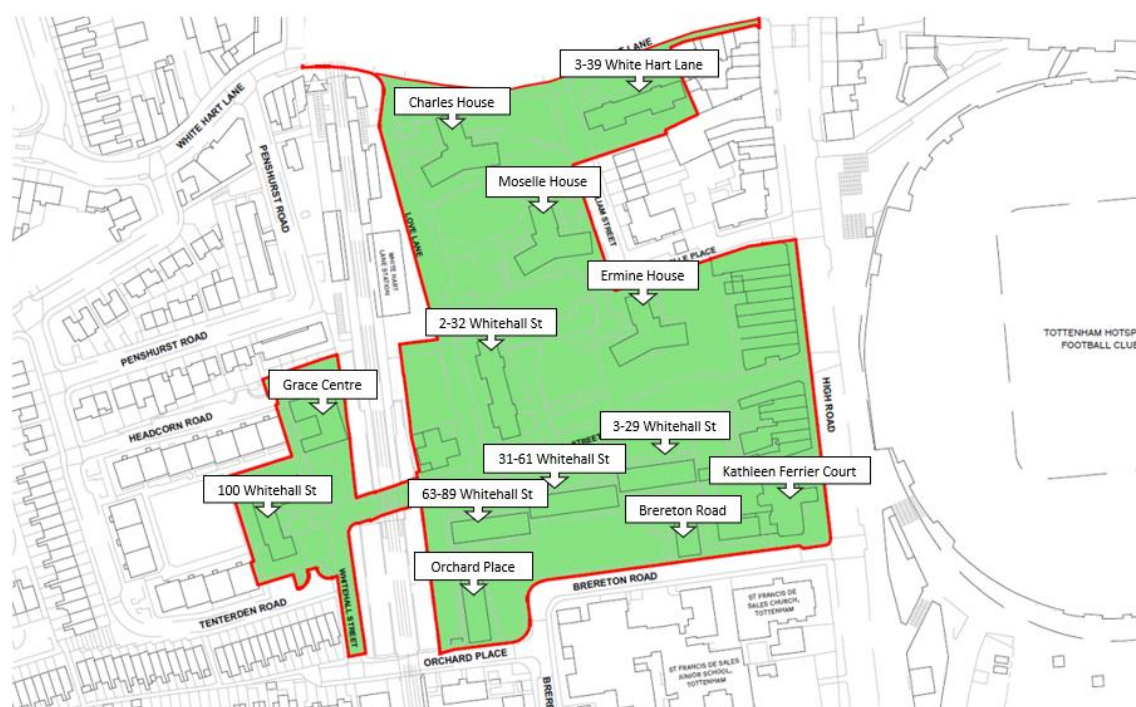 3-39 White Hart Lane
LANE
Charles House
WHITE HART LANE
PENSHURST ROAD
Moselle House
LOVE LANE
WHITE HART
LANE STATION
STREET
PLACE
Ermine House
2-32 Whitehall St
TOTTENHAM
FOOTBALL CLUB
PENSHURST ROAD
Grace Centre
HIGH ROAD
HEADCORN ROAD
3-29 Whitehall St
31-61 Whitehall St
100 Whitehall St
63-89 Whitehall St
Kathleen Ferrier Court
Brereton Road
Orchard Place
BRERETON ROAD
TENTERDEN ROAD
WHITEHALL STREET
ST FRANCIS DE
SALES CHURCH,
TOTTENHAM
ORCHARD PLACE
ST FRANCIS DE SALES
JUNIOR SCHOOL,
TOTTENHAM